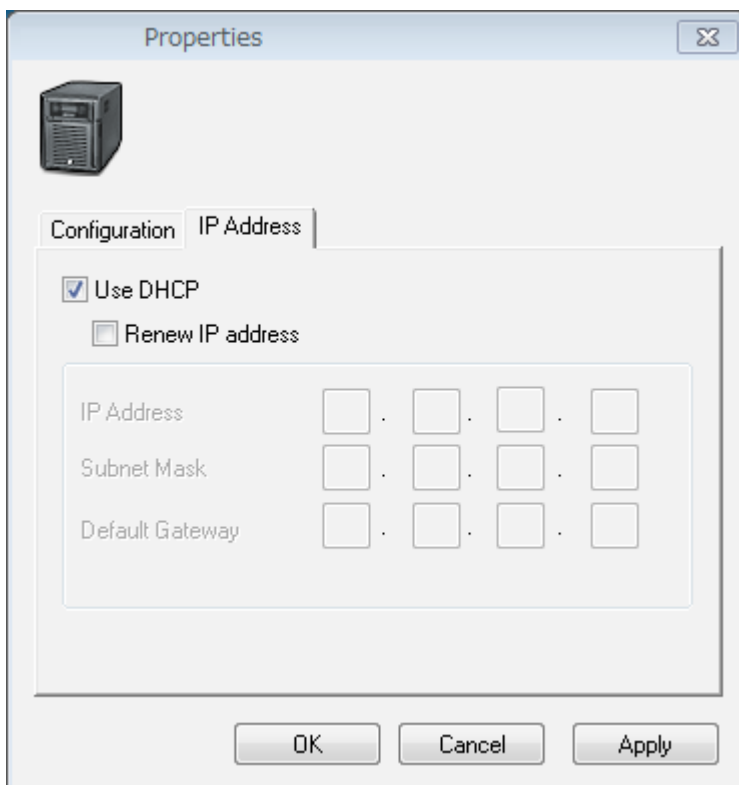 Properties
Configuration IP Address
Use DHCP
Renew IP address
IP Address . . .
Subnet Mask . . .
Default Gateway . . .
OK Cancel Apply